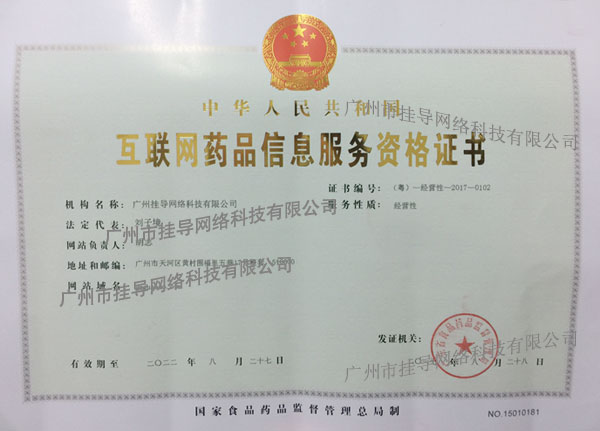 中华人民共和国
互联网药品信息服务资格证书
证书编号：（粤）—经营性—2017—0102
机构名称：广州挂导网络科技有限公司
服务性质：经营性
法定代表
网站负责人：
地址和邮编：广州市天河区黄村
网站域名
发证机关：
有效期至 二〇二二 年 八 月 二十七日
二〇 年 八 月 二十八日
国家食品药品监督管理总局制
NO.15010181
广州市挂导网络科技有限公司
广州市挂导网络科技有限公司
广州市挂导网络科技有限公司
广州市挂导网络科技有限公司